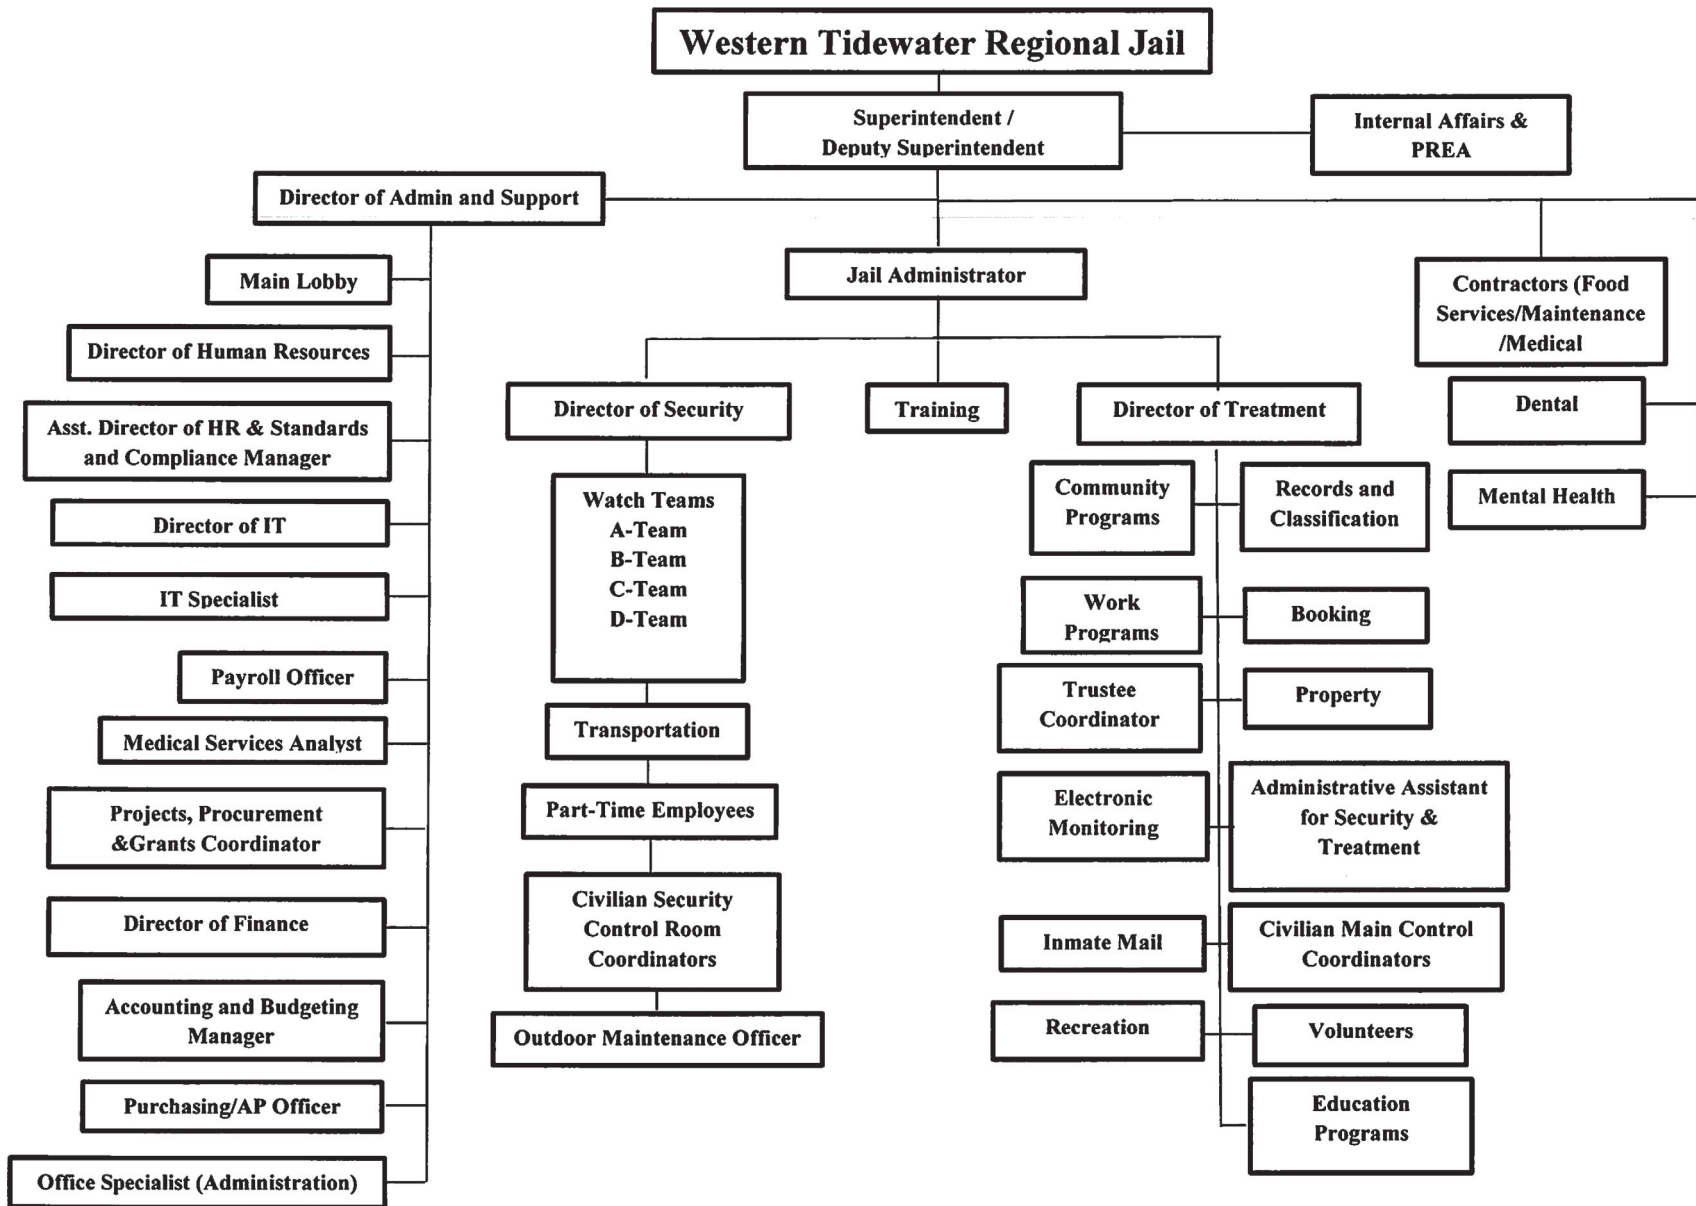 Western Tidewater Regional Jail
Superintendent /
Deputy Superintendent
Internal Affairs &
PREA
Director of Admin and Support
Main Lobby
Director of Human Resources
Asst. Director of HR & Standards
and Compliance Manager
Director of IT
IT Specialist
Payroll Officer
Medical Services Analyst
Projects, Procurement
&Grants Coordinator
Director of Finance
Accounting and Budgeting
Manager
Purchasing/AP Officer
Office Specialist (Administration)
Jail Administrator
Director of Security
Watch Teams
A-Team
B-Team
C-Team
D-Team
Transportation
Part-Time Employees
Civilian Security
Control Room
Coordinators
Outdoor Maintenance Officer
Training
Director of Treatment
Community
Programs
Records and
Classification
Work
Programs
Booking
Trustee
Coordinator
Property
Electronic
Monitoring
Administrative Assistant
for Security &
Treatment
Inmate Mail
Civilian Main Control
Coordinators
Recreation
Volunteers
Education
Programs
Contractors (Food
Services/Maintenance
/Medical
Dental
Mental Health